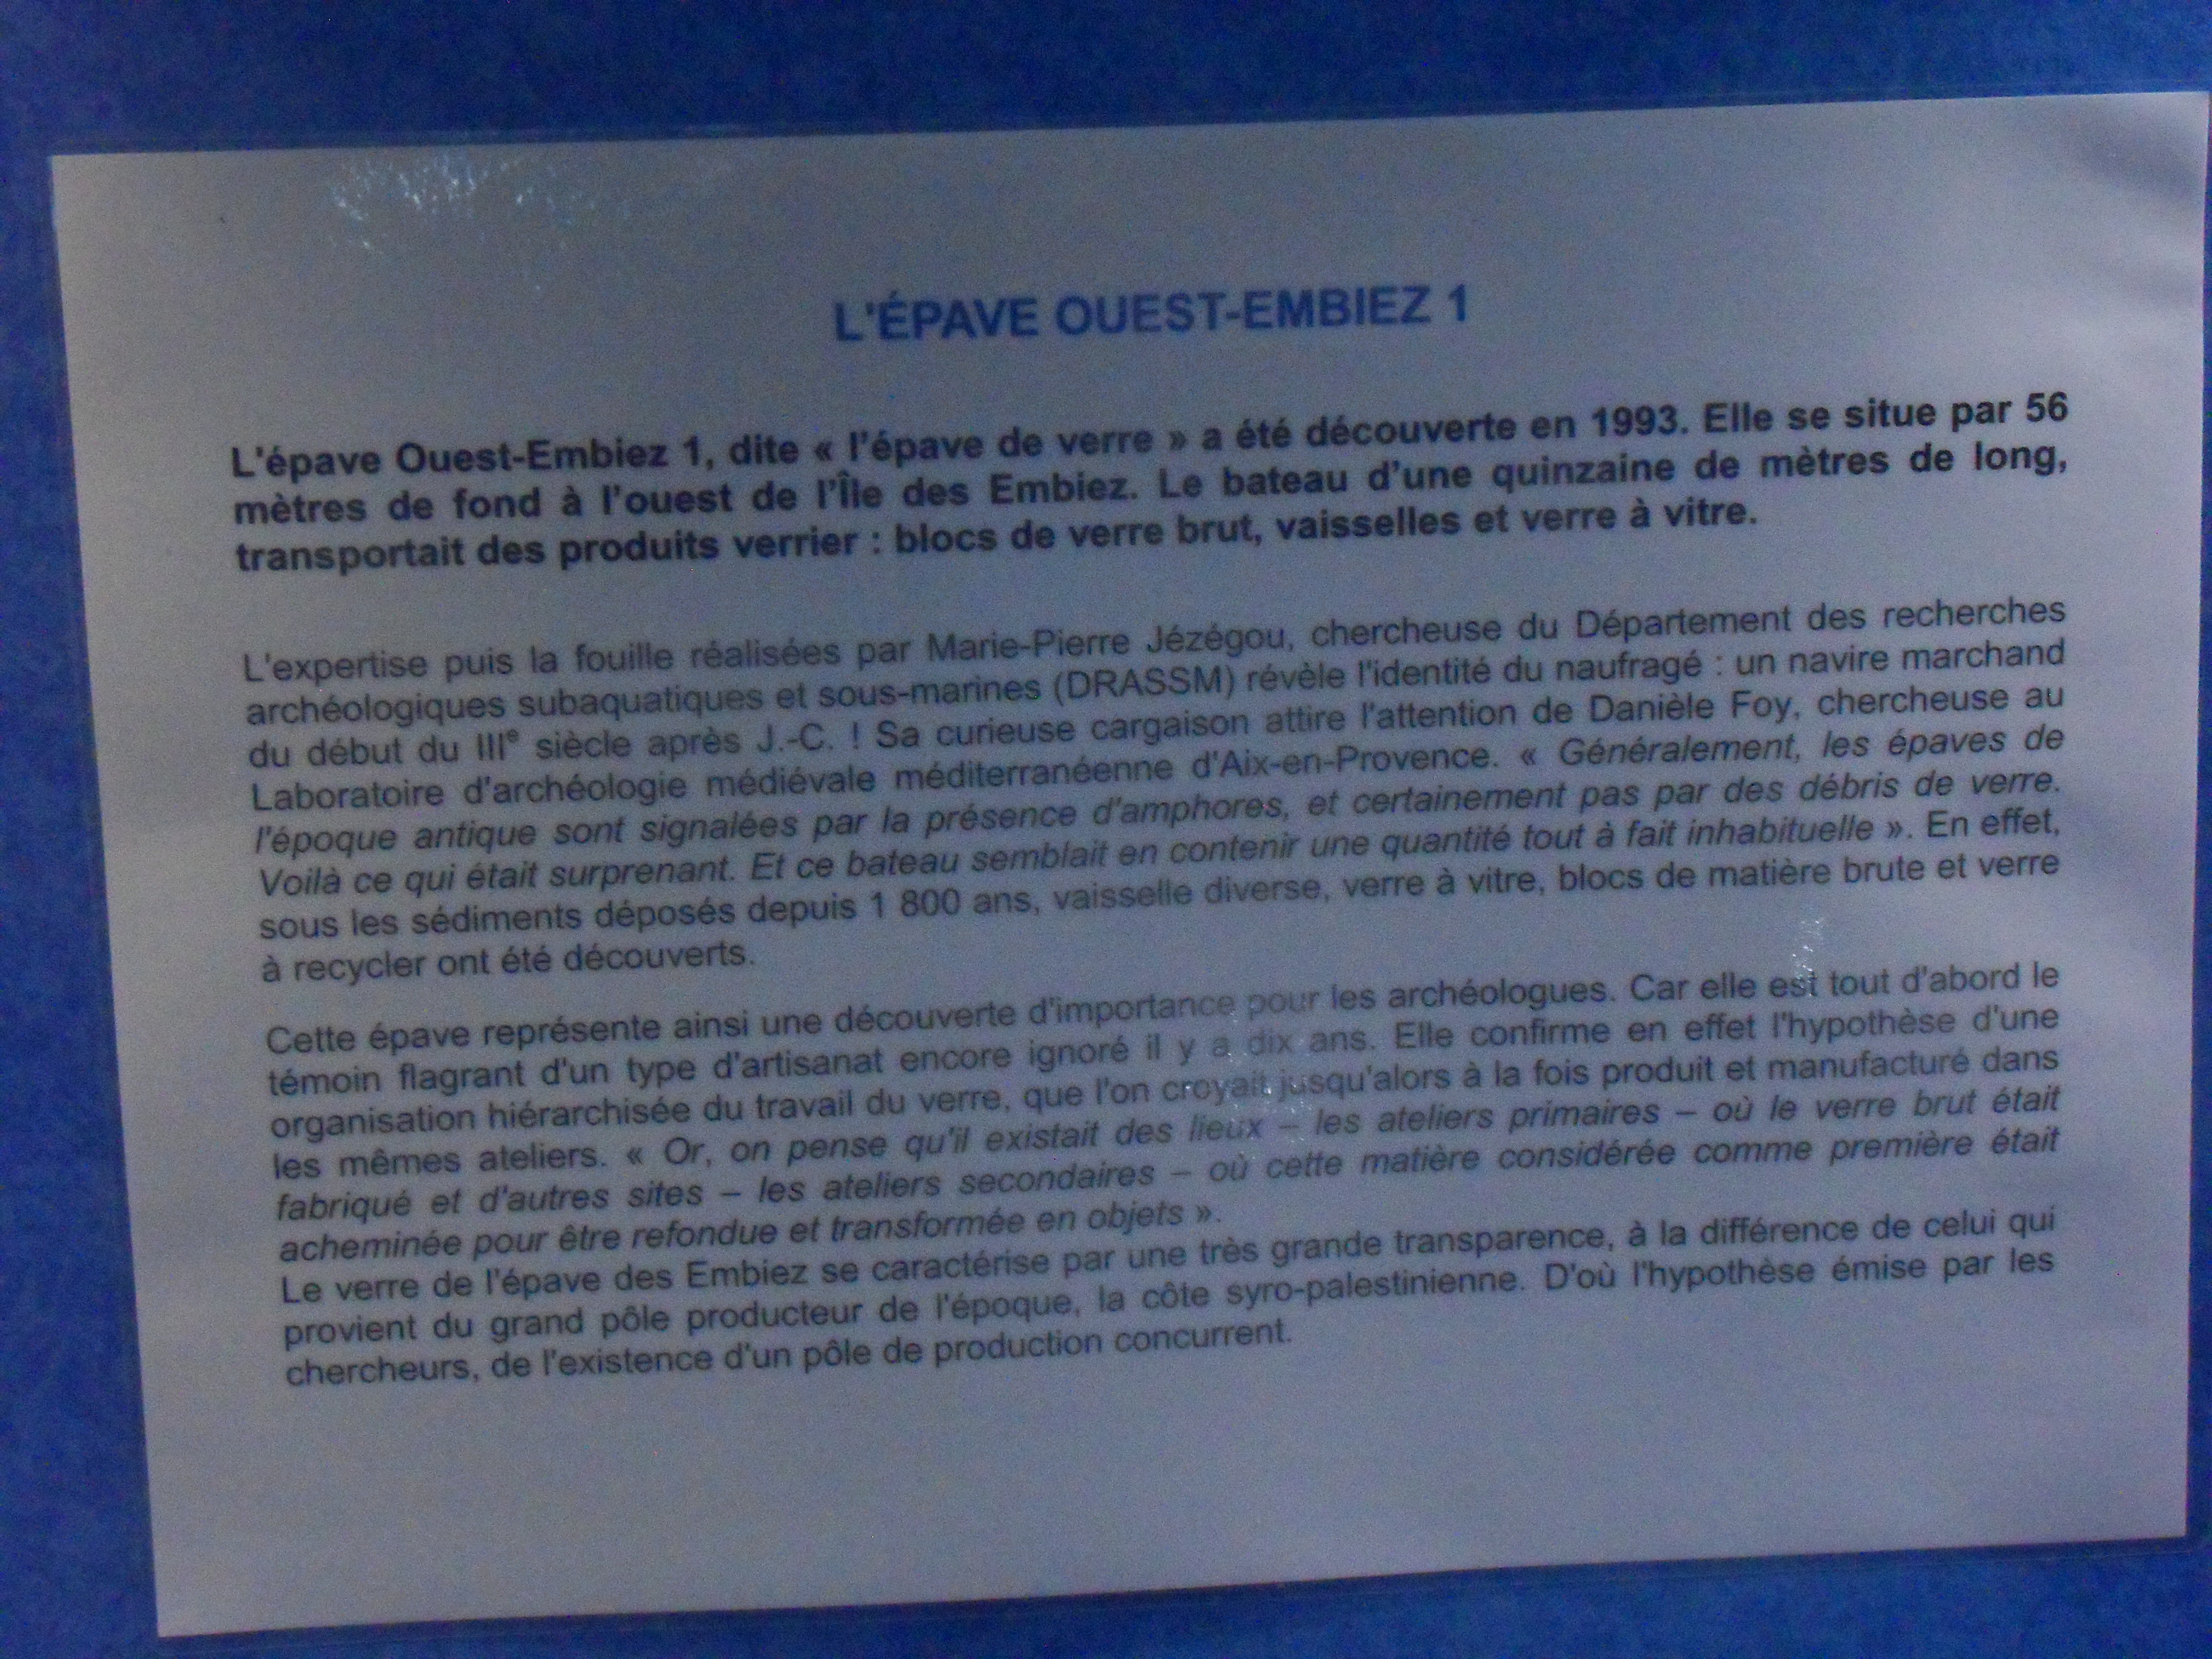 L'ÉPAVE OUEST-EMBIEZ 1
L'épave Ouest-Embiez 1, dite « l'épave de verre » a été découverte en 1993. Elle se situe par 56
mètres de fond à l'ouest de l'Île des Embiez. Le bateau d'une quinzaine de mètres de long,
transportait des produits verrier : blocs de verre brut, vaisselles et verre à vitre.
L'expertise puis la fouille réalisées par Marie-Pierre Jézégou, chercheuse du Département des recherches
archéologiques subaquatiques et sous-marines (DRASSM) révèle l'identité du naufragé : un navire marchand
du début du IIIe siècle après J.-C. ! Sa curieuse cargaison attire l'attention de Danièle Foy, chercheuse au
Laboratoire d'archéologie médiévale méditerranéenne d'Aix-en-Provence. « Généralement, les épaves de
l'époque antique sont signalées par la présence d'amphores, et certainement pas par des débris de verre.
Voilà ce qui était surprenant. Et ce bateau semblait en contenir une quantité tout à fait inhabituelle ». En effet,
sous les sédiments déposés depuis 1 800 ans, vaisselle diverse, verre à vitre, blocs de matière brute et verre
à recycler ont été découverts.
Cette épave représente ainsi une découverte d'importance pour les archéologues. Car elle est tout d'abord le
témoin flagrant d'un type d'artisanat encore ignoré il y a dix ans. Elle confirme en effet l'hypothèse d'une
organisation hiérarchisée du travail du verre, que l'on croyait jusqu'alors à la fois produit et manufacturé dans
les mêmes ateliers. « Or, on pense qu'il existait des lieux – les ateliers primaires – où le verre brut était
fabriqué et d'autres sites – les ateliers secondaires – où cette matière considérée comme première était
acheminée pour être refondue et transformée en objets ».
Le verre de l'épave des Embiez se caractérise par une très grande transparence, à la différence de celui qui
provient du grand pôle producteur de l'époque, la côte syro-palestinienne. D'où l'hypothèse émise par les
chercheurs, de l'existence d'un pôle de production concurrent.